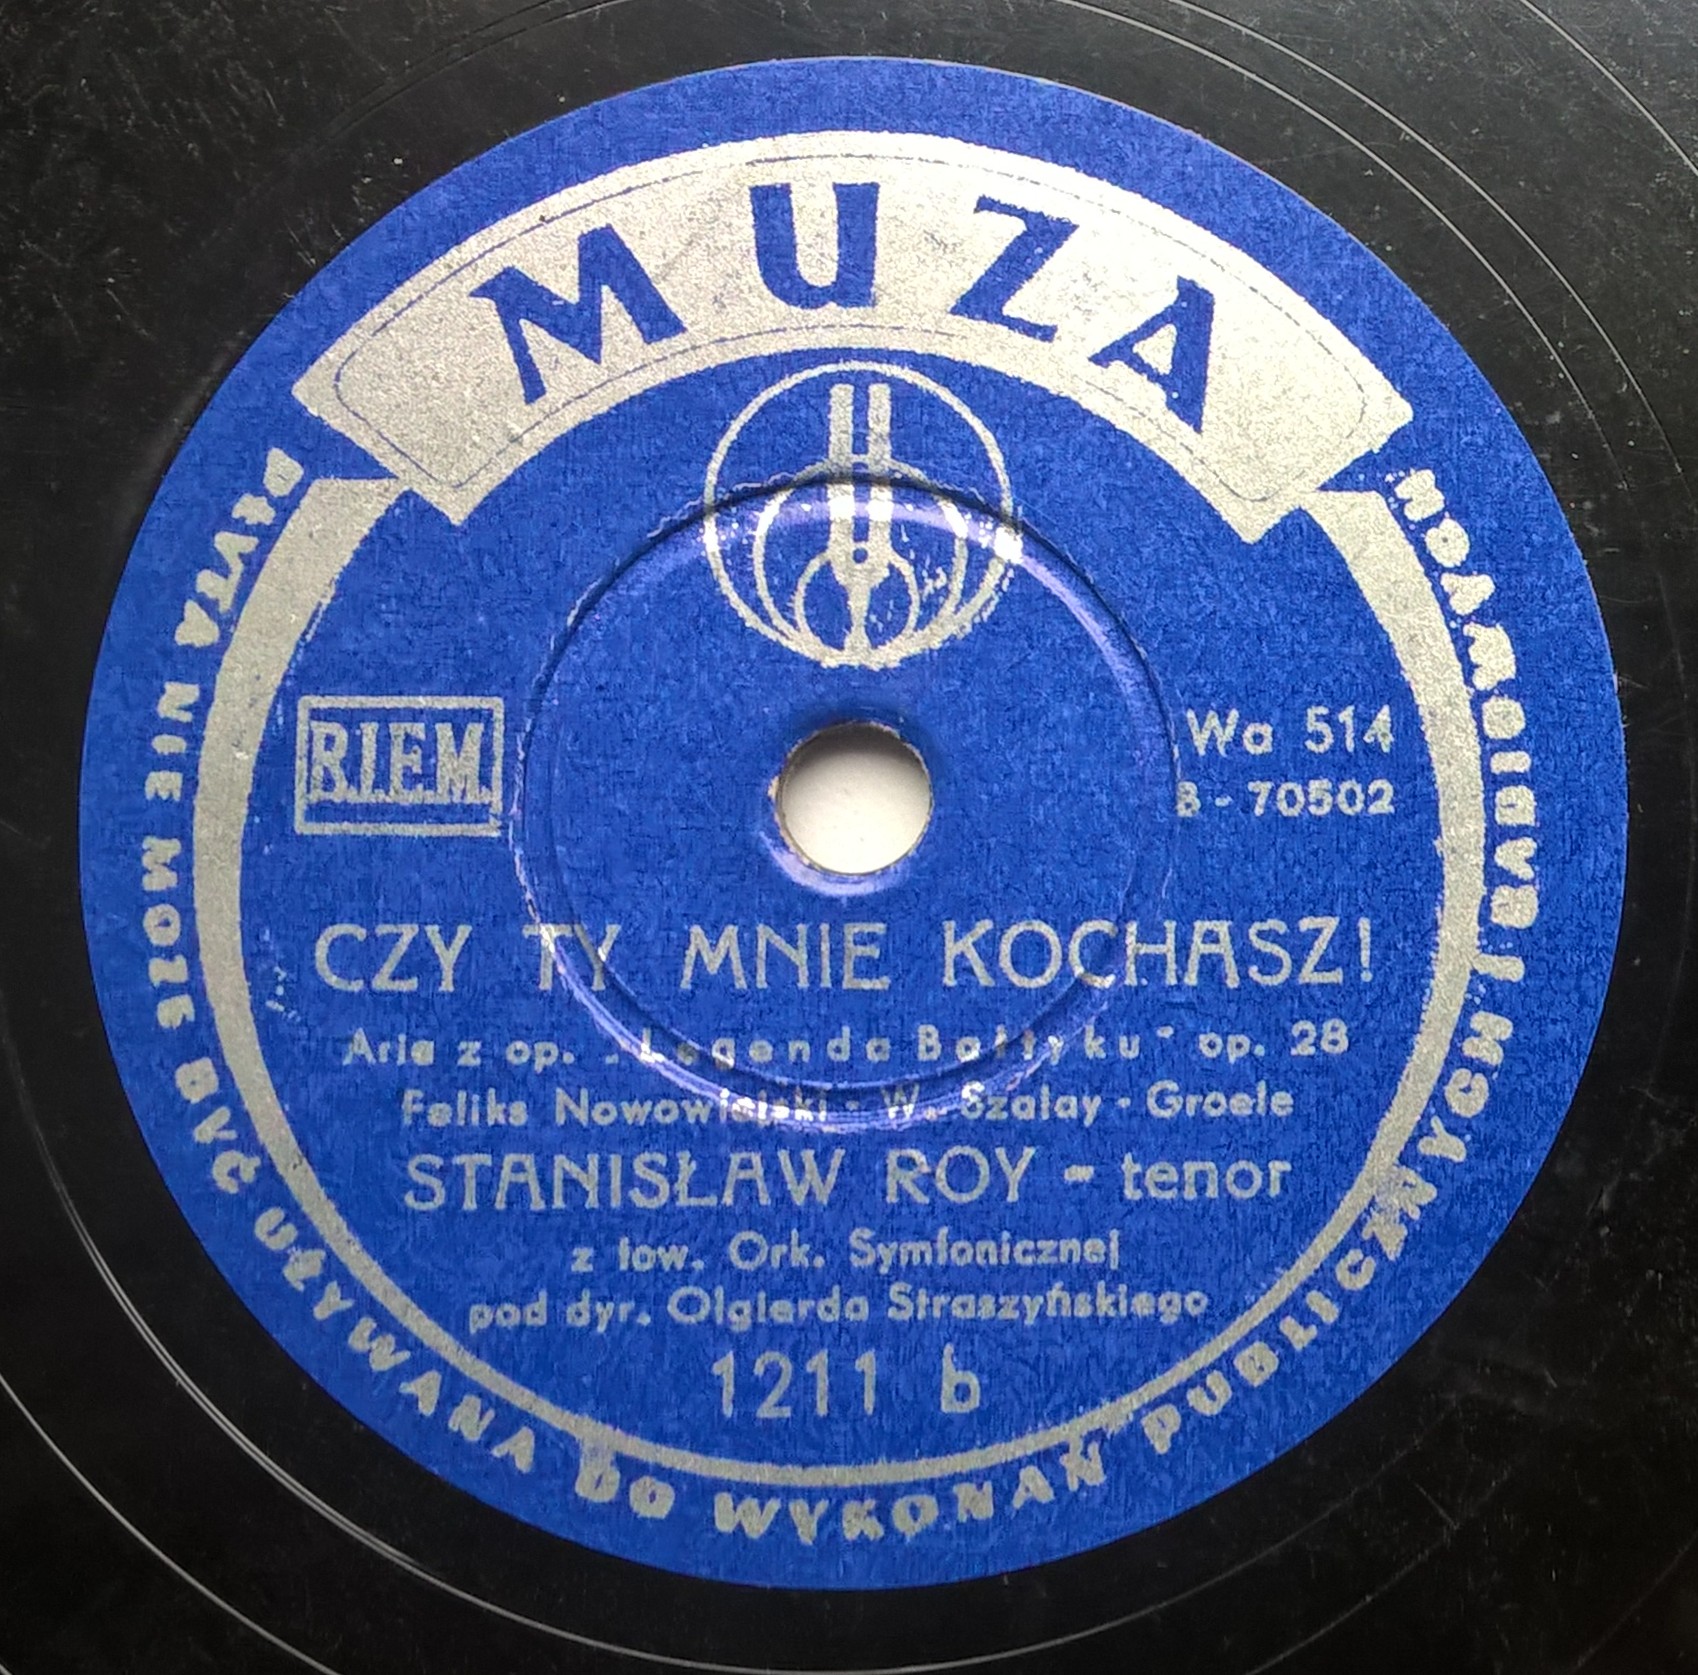 MUZA
B.I.E.M.
Wa 514
B - 70502
CZY TY MNIE KOCHASZ!
Aria z op. „Legenda Bałtyku" op. 28
Feliks Nowowiejski - W. Szalay - Groele
STANISŁAW ROY - tenor
z tow. Ork. Symfonicznej
pod dyr. Olgierda Straszyńskiego
1211 b
PŁYTA NIE MOŻE BYĆ UŻYWANA DO WYKONAŃ PUBLICZNYCH I RADIOWYCH